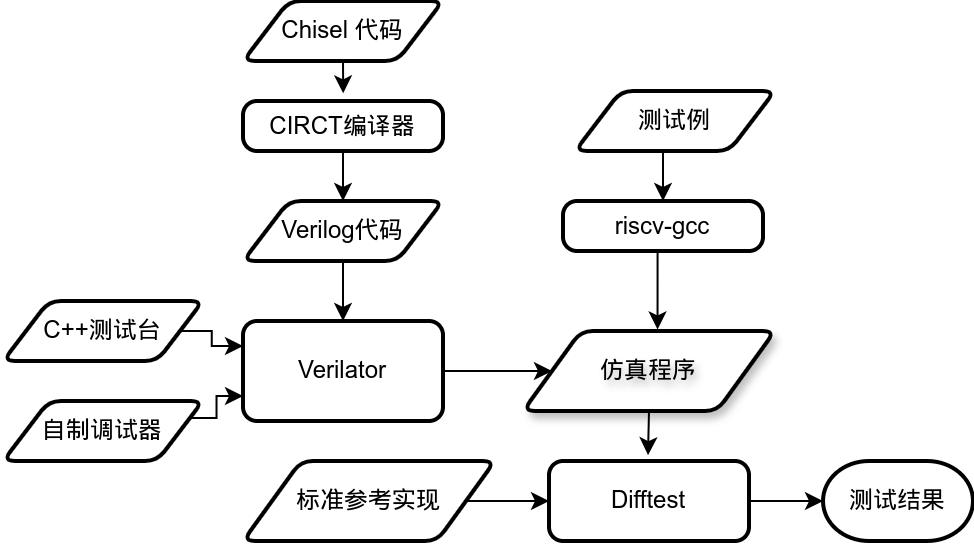 Chisel 代码
CIRCT编译器
测试例
Verilog代码
riscv-gcc
C++测试台
Verilator
仿真程序
自制调试器
标准参考实现
Difftest
测试结果